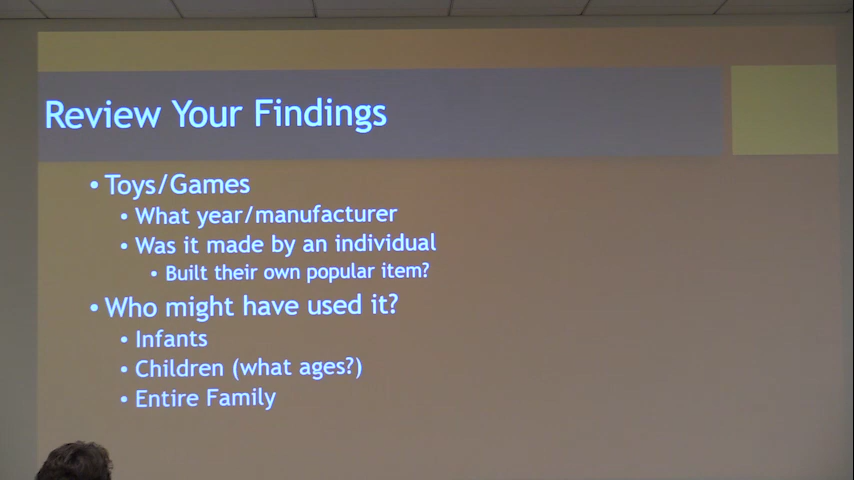 Review Your Findings
• Toys/Games
• What year/manufacturer
• Was it made by an individual
• Built their own popular item?
• Who might have used it?
• Infants
• Children (what ages?)
• Entire Family